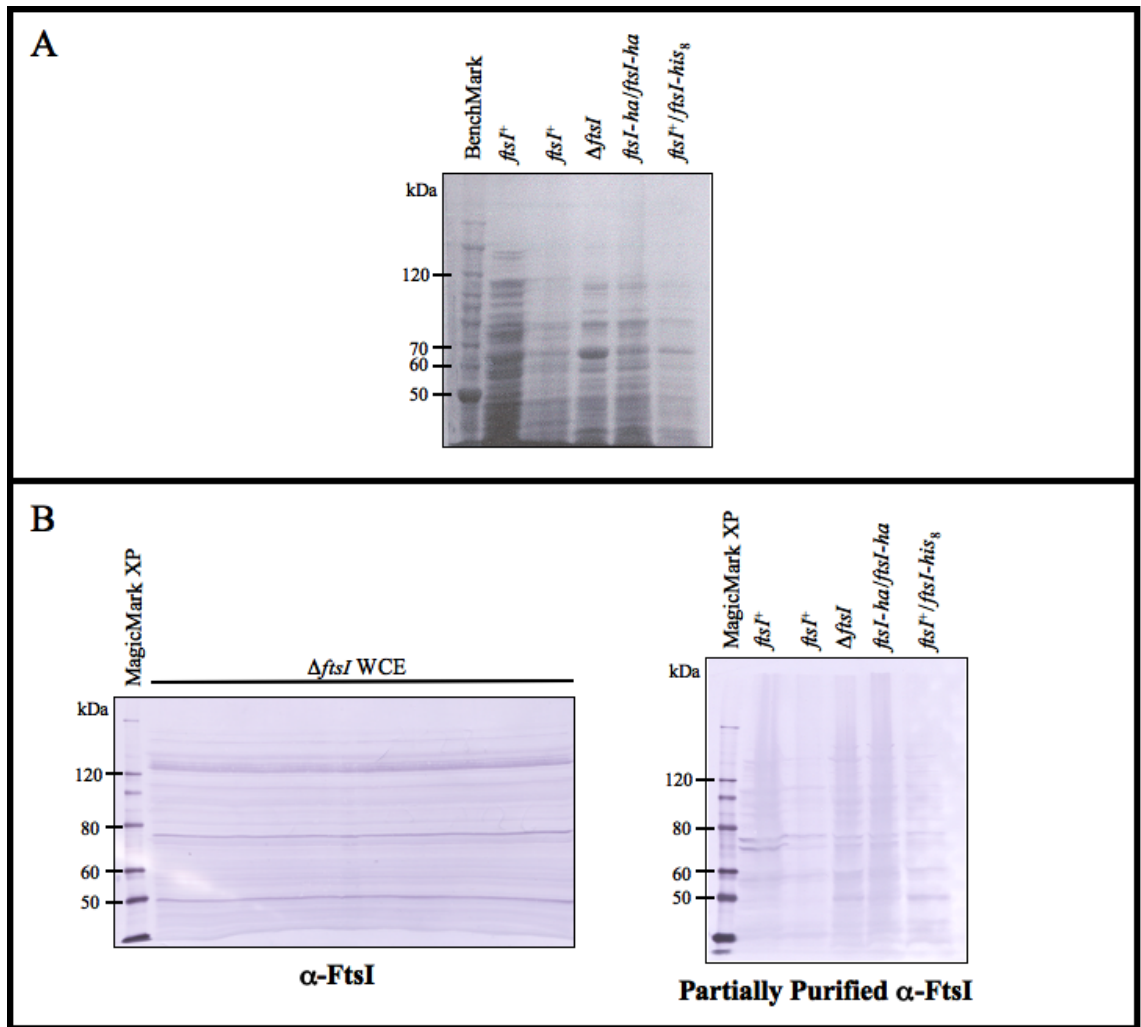 A
BenchMark
ftsI+
ftsI+
ΔftsI
ftsI-ha/ftsI-ha
ftsI+/ftsI-his8
kDa
120
70
60
50
B
MagicMark XP
ΔftsI WCE
kDa
120
80
60
50
α-FtsI
MagicMark XP
ftsI+
ftsI+
ΔftsI
ftsI-ha/ftsI-ha
ftsI+/ftsI-his8
kDa
120
80
60
50
Partially Purified α-FtsI